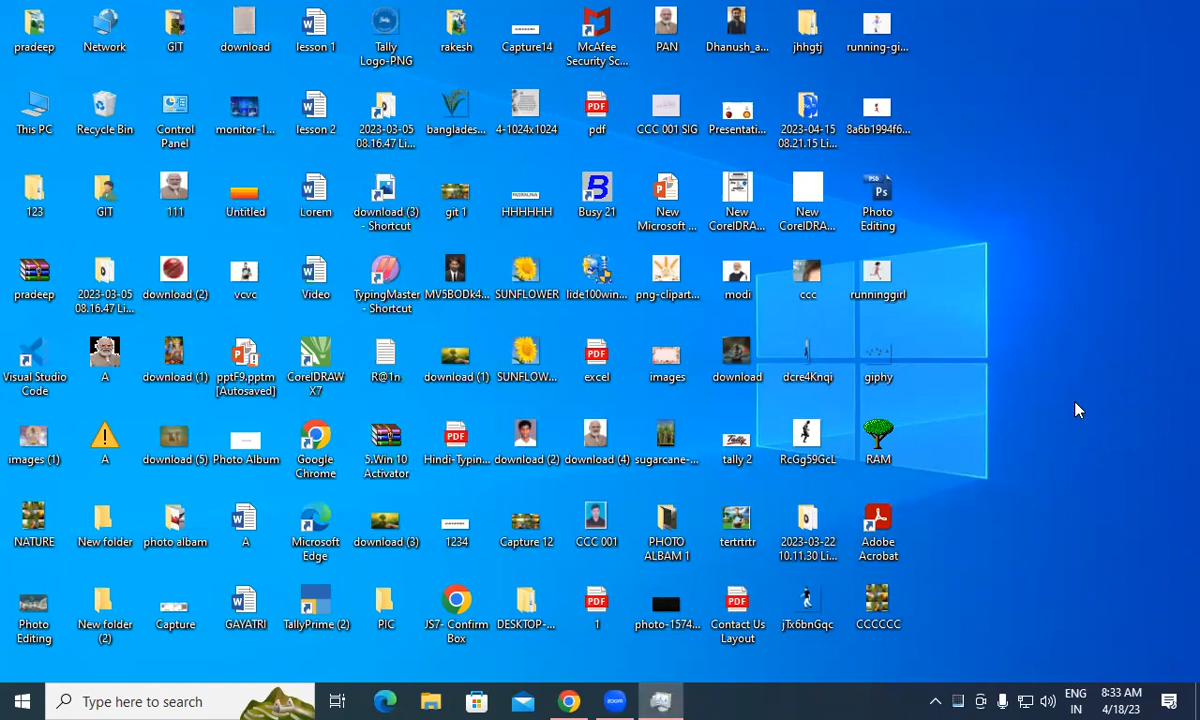 pradeep
Network
GIT
download
lesson 1
Tally
Logo-PNG
rakesh
Capture14
McAfee
Security Sc...
PAN
Dhanush_a...
jhhgtj
running-gi...
This PC
Recycle Bin
Control
Panel
monitor-1...
lesson 2
2023-03-05
08.16.47 Li...
banglades...
4-1024x1024
PDF
pdf
CCC 001 SIG
Presentati...
2023-04-15
08.21.15 Li...
8a6b1994f6...
123
GIT
111
Untitled
Lorem
download (3)
- Shortcut
git 1
HHHHHH
Busy 21
New
Microsoft ...
New
CorelDRA...
New
CorelDRA...
Ps
Photo
Editing
pradeep
2023-03-05
08.16.47 Li...
download (2)
vcvc
Video
TypingMaster
- Shortcut
MV5BODk4...
SUNFLOWER
lide100win...
png-clipart...
modi
ccc
runninggirl
Visual Studio
Code
A
download (1)
pptF9.pptm
[Autosaved]
CorelDRAW
X7
R@1n
download (1)
SUNFLOW...
PDF
excel
images
download
dcre4Knqi
giphy
images (1)
A
download (5)
Photo Album
Google
Chrome
5.Win 10
Activator
PDF
Hindi-Typin...
download (2)
download (4)
sugarcane-...
Tally
tally 2
RcGg59GcL
RAM
NATURE
New folder
photo albam
A
Microsoft
Edge
download (3)
1234
Capture 12
CCC 001
PHOTO
ALBAM 1
tertrtrtr
2023-03-22
10.11.30 Li...
Adobe
Acrobat
Photo
Editing
New folder
(2)
Capture
GAYATRI
TallyPrime (2)
PIC
JS7- Confirm
Box
DESKTOP-...
PDF
1
photo-1574...
PDF
Contact Us
Layout
jTx6bnGqc
CCCCCC
Type here to search
zoom
ENG
IN
8:33 AM
4/18/23